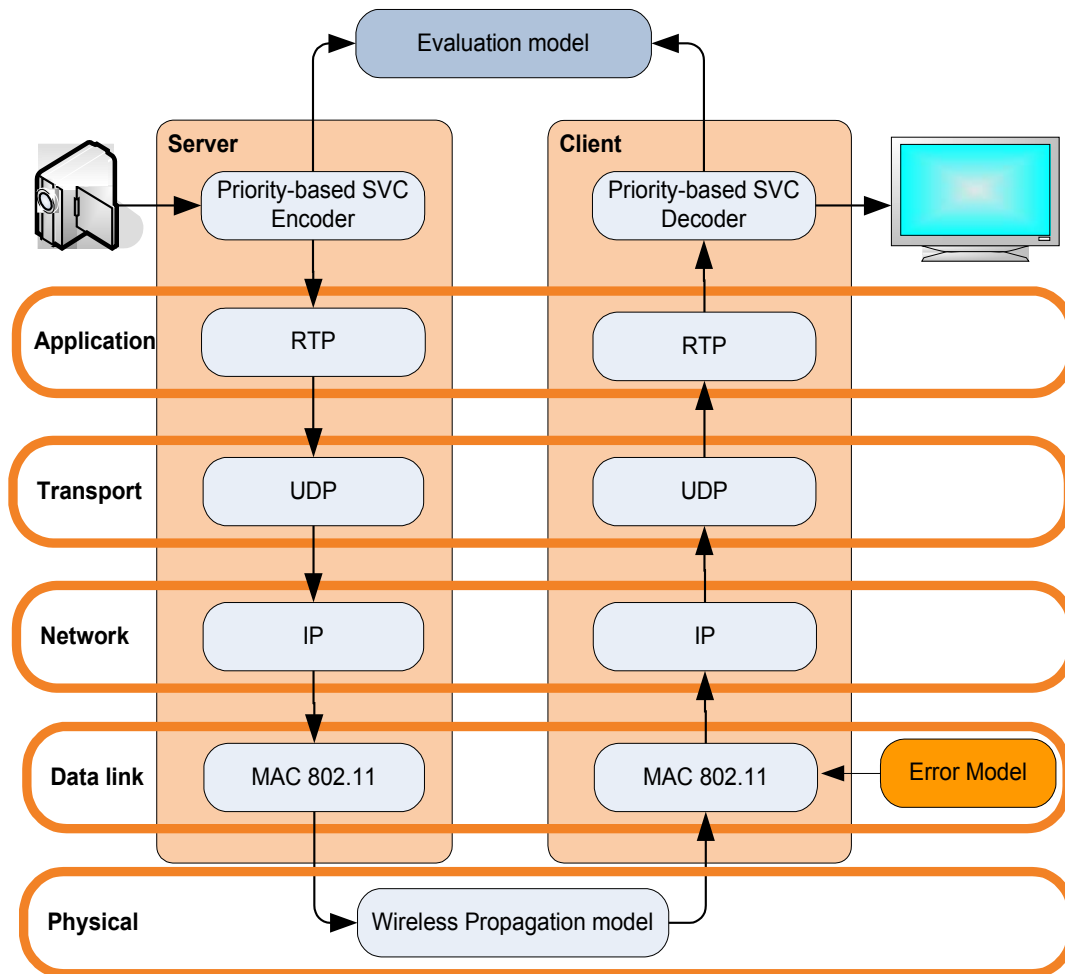 Evaluation model
Server
Client
Priority-based SVC
Encoder
Priority-based SVC
Decoder
Application
RTP
RTP
Transport
UDP
UDP
Network
IP
IP
Data link
MAC 802.11
MAC 802.11
Error Model
Physical
Wireless Propagation model